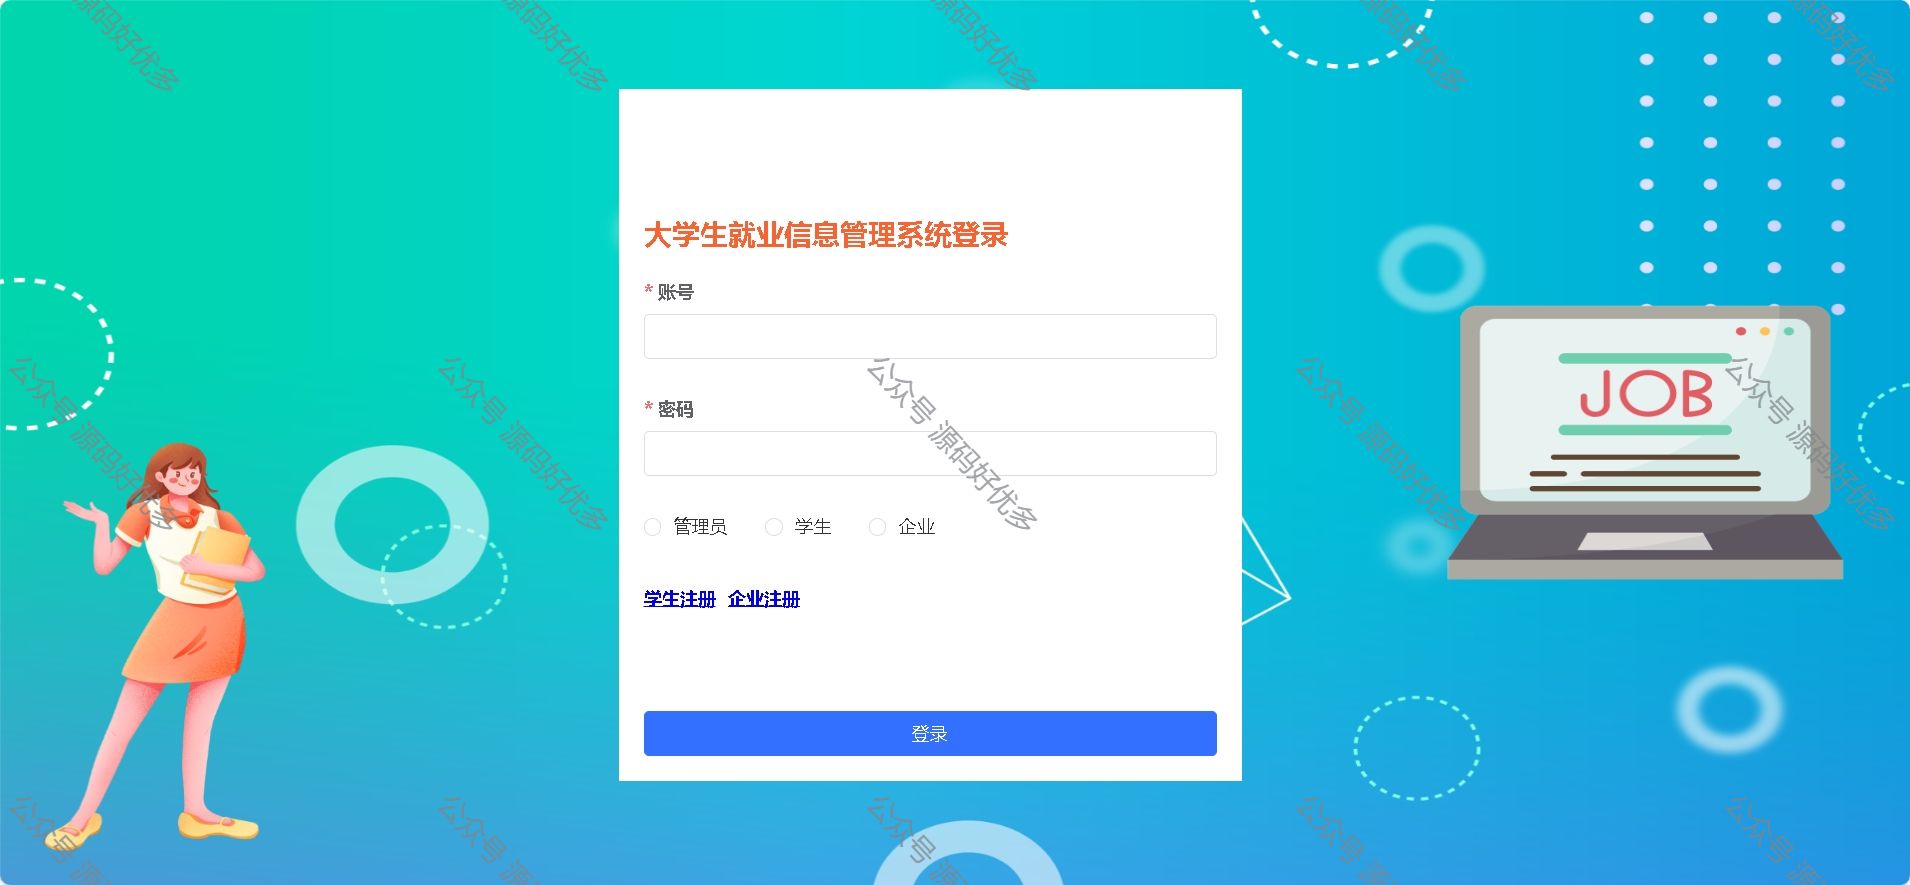 大学生就业信息管理系统登录
* 账号
* 密码
管理员 学生 企业
学生注册 企业注册
登录
JOB
公众号 源码好优多